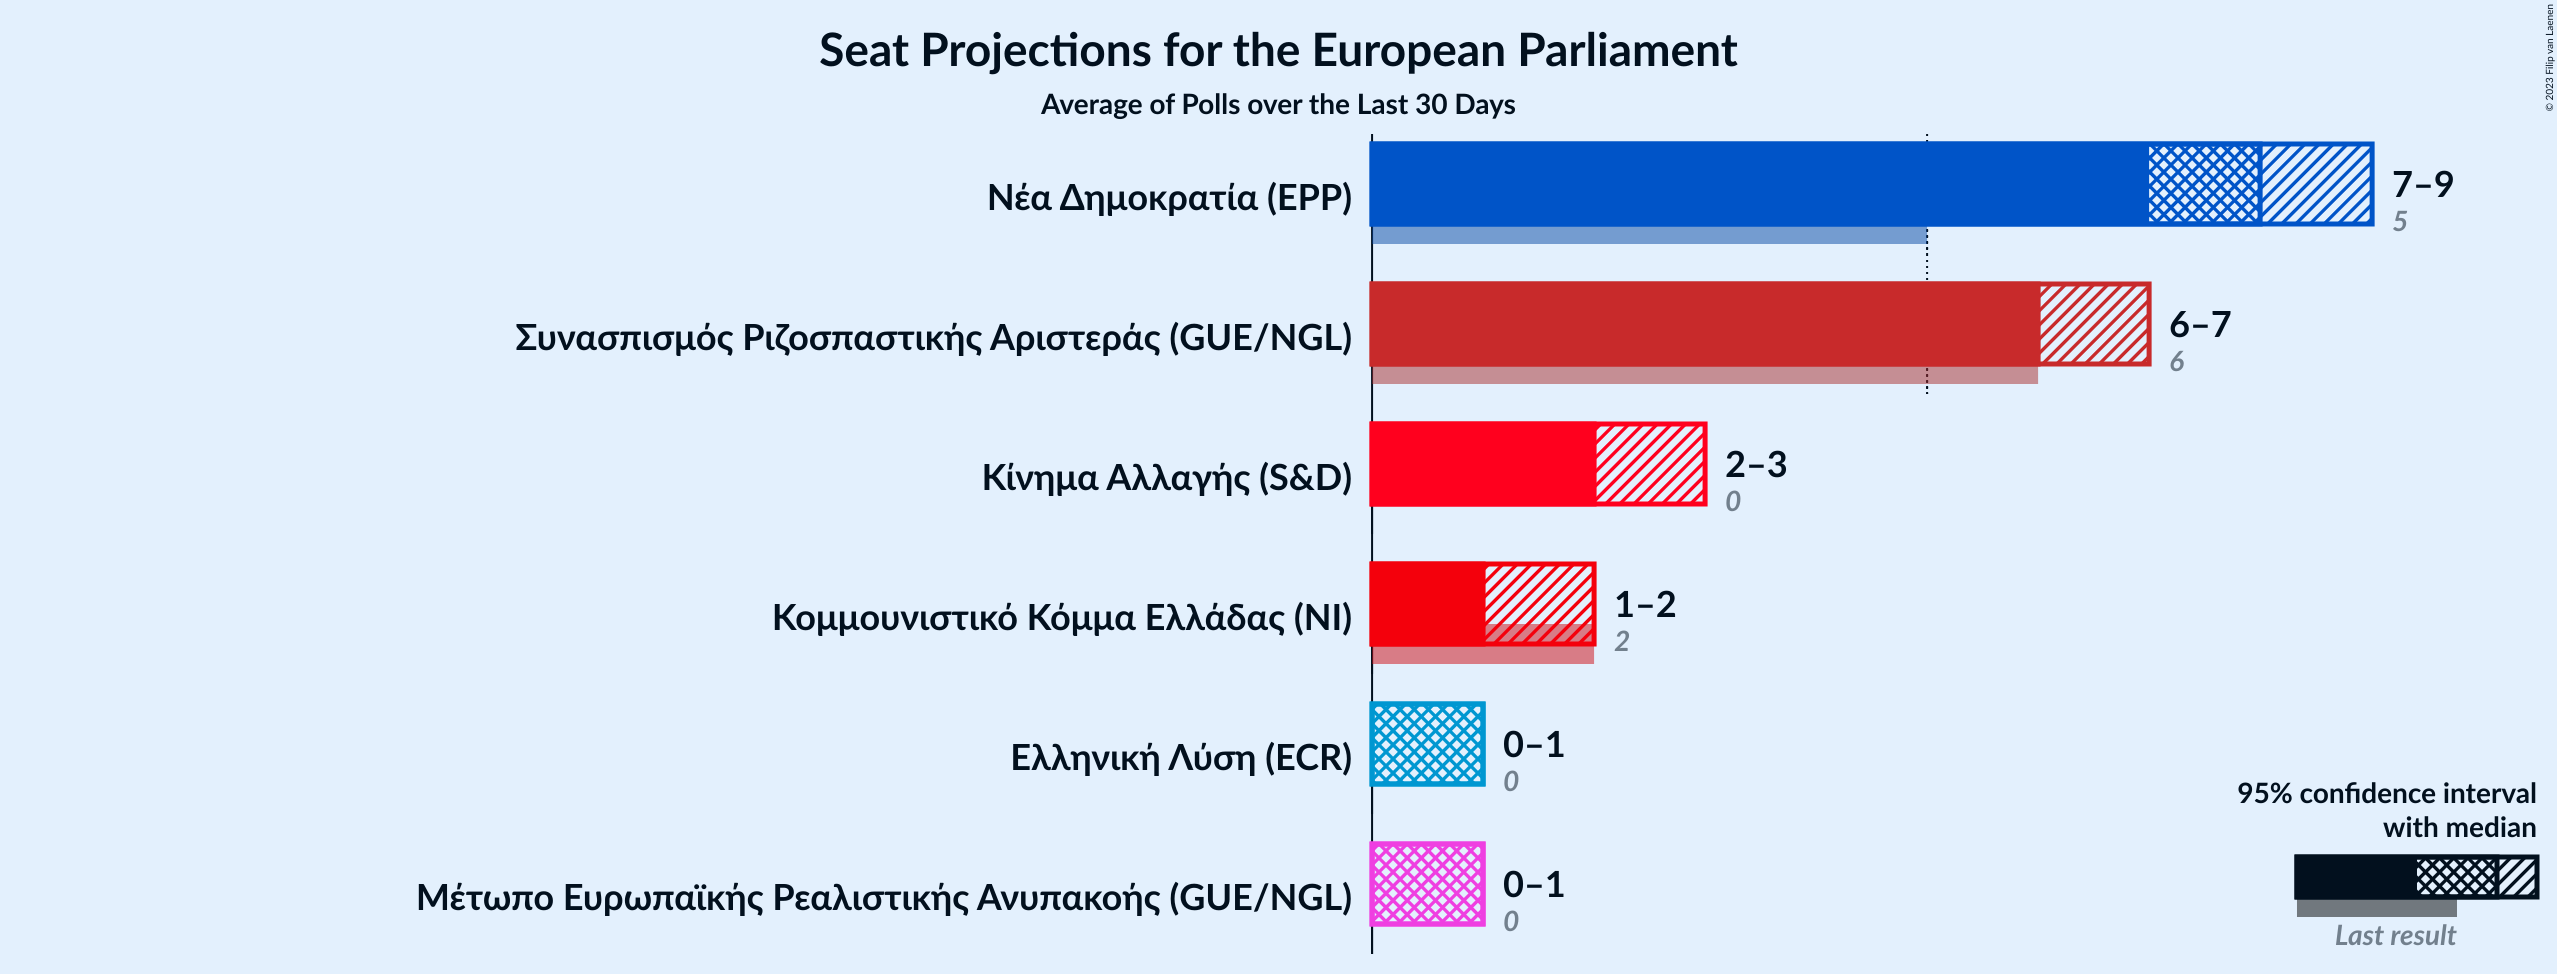 © 2023 Filip van Laenen
Seat Projections for the European Parliament
Average of Polls over the Last 30 Days
Νέα Δημοκρατία (EPP)
7–9
5
Συνασπισμός Ριζοσπαστικής Αριστεράς (GUE/NGL)
6–7
6
Κίνημα Αλλαγής (S&D)
2–3
0
Κομμουνιστικό Κόμμα Ελλάδας (NI)
1–2
2
Ελληνική Λύση (ECR)
0–1
0
Μέτωπο Ευρωπαϊκής Ρεαλιστικής Ανυπακοής (GUE/NGL)
0–1
0
95% confidence interval
with median
Last result